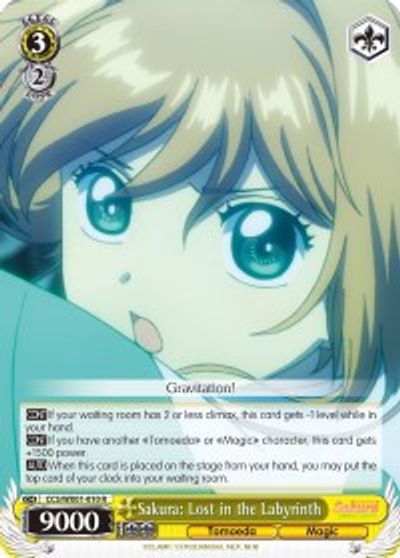 3
2
Gravitation!
CONT If your waiting room has 2 or less climax, this card gets -1 level while in
your hand.
CONT If you have another «Tomoeda» or «Magic» character, this card gets
+1500 power.
AUTO When this card is placed on the stage from your hand, you may put the
top card of your clock into your waiting room.
9000
Sakura: Lost in the Labyrinth
Tomoeda
Magic